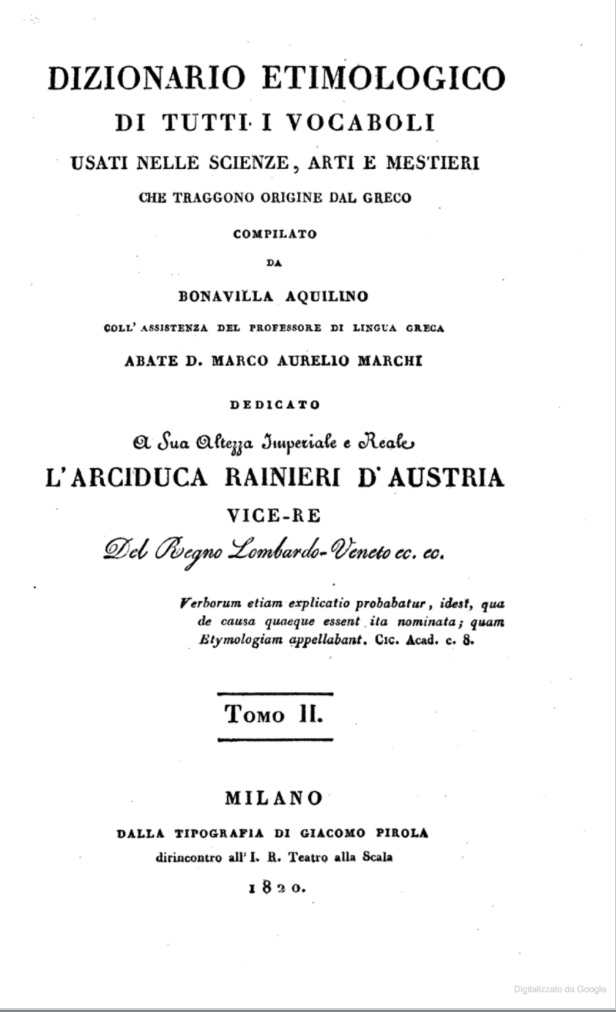 DIZIONARIO ETIMOLOGICO
DI TUTTI I VOCABOLI
USATI NELLE SCIENZE, ARTI E MESTIERI
CHE TRAGGONO ORIGINE DAL GRECO
COMPILATO
DA
BONAVILLA AQUILINO
COLL' ASSISTENZA DEL PROFESSORE DI LINGUA GRECA
ABATE D. MARCO AURELIO MARCHI
DEDICATO
A Sua Altezza Imperiale e Reale
L'ARCIDUCA RAINIERI D'AUSTRIA
VICE-RE
Del Regno Lombardo-Veneto ec. ec.
Verborum etiam explicatio probabatur, idest, qua
de causa quaeque essent ita nominata; quam
Etymologiam appellabant. CIC. Acad. c. 8.
TOMO II.
MILANO
DALLA TIPOGRAFIA DI GIACOMO PIROLA
dirincontro all' I. R. Teatro alla Scala
1820.
Digitalizzato da Google